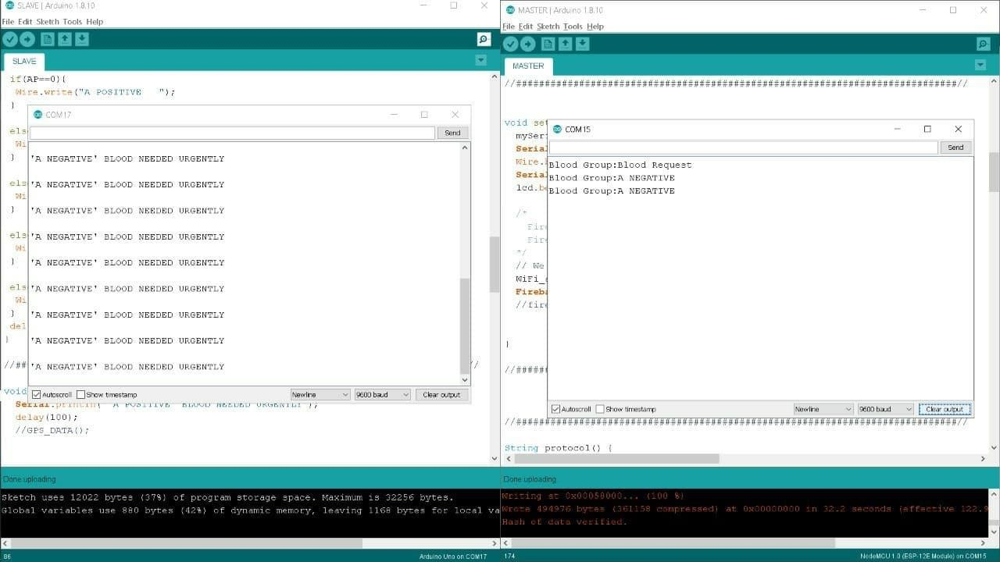 SLAVE | Arduino 1.8.10
File Edit Sketch Tools Help
SLAVE
if(AP==0){
Wire.write("A POSITIVE   ");
}
COM17
Send
els
Wi
}
'A NEGATIVE' BLOOD NEEDED URGENTLY
els
'A NEGATIVE' BLOOD NEEDED URGENTLY
Wi
}
'A NEGATIVE' BLOOD NEEDED URGENTLY
els
'A NEGATIVE' BLOOD NEEDED URGENTLY
Wi
}
'A NEGATIVE' BLOOD NEEDED URGENTLY
els
'A NEGATIVE' BLOOD NEEDED URGENTLY
Wi
}
'A NEGATIVE' BLOOD NEEDED URGENTLY
del
}
'A NEGATIVE' BLOOD NEEDED URGENTLY
//##
'A NEGATIVE' BLOOD NEEDED URGENTLY
//
void
Autoscroll
Show timestamp
Newline
9600 baud
Clear output
Serial.println(" A POSITIVE  BLOOD NEEDED URGENTLY");
delay(100);
//GPS_DATA();
Done uploading
Sketch uses 12022 bytes (37%) of program storage space. Maximum is 32256 bytes.
Global variables use 880 bytes (42%) of dynamic memory, leaving 1168 bytes for local va
86
Arduino Uno on COM17
MASTER | Arduino 1.8.10
File Edit Sketch Tools Help
MASTER
//#############################################################################//
void set
COM15
mySeri
Send
Serial
Wire.b
Blood Group:Blood Request
Serial
Blood Group:A NEGATIVE
lcd.be
Blood Group:A NEGATIVE
/*
Fire
Fire
*/
// We
WiFi_
Fireba
//fire
}
//#####
Autoscroll
Show timestamp
Newline
9600 baud
Clear output
//#############################################################################//
String protocol() {
Done uploading.
Writing at 0x00058000... (100 %)
Wrote 494976 bytes (361158 compressed) at 0x00000000 in 32.2 seconds (effective 122.9
Hash of data verified.
174
NodeMCU 1.0 (ESP-12E Module) on COM15